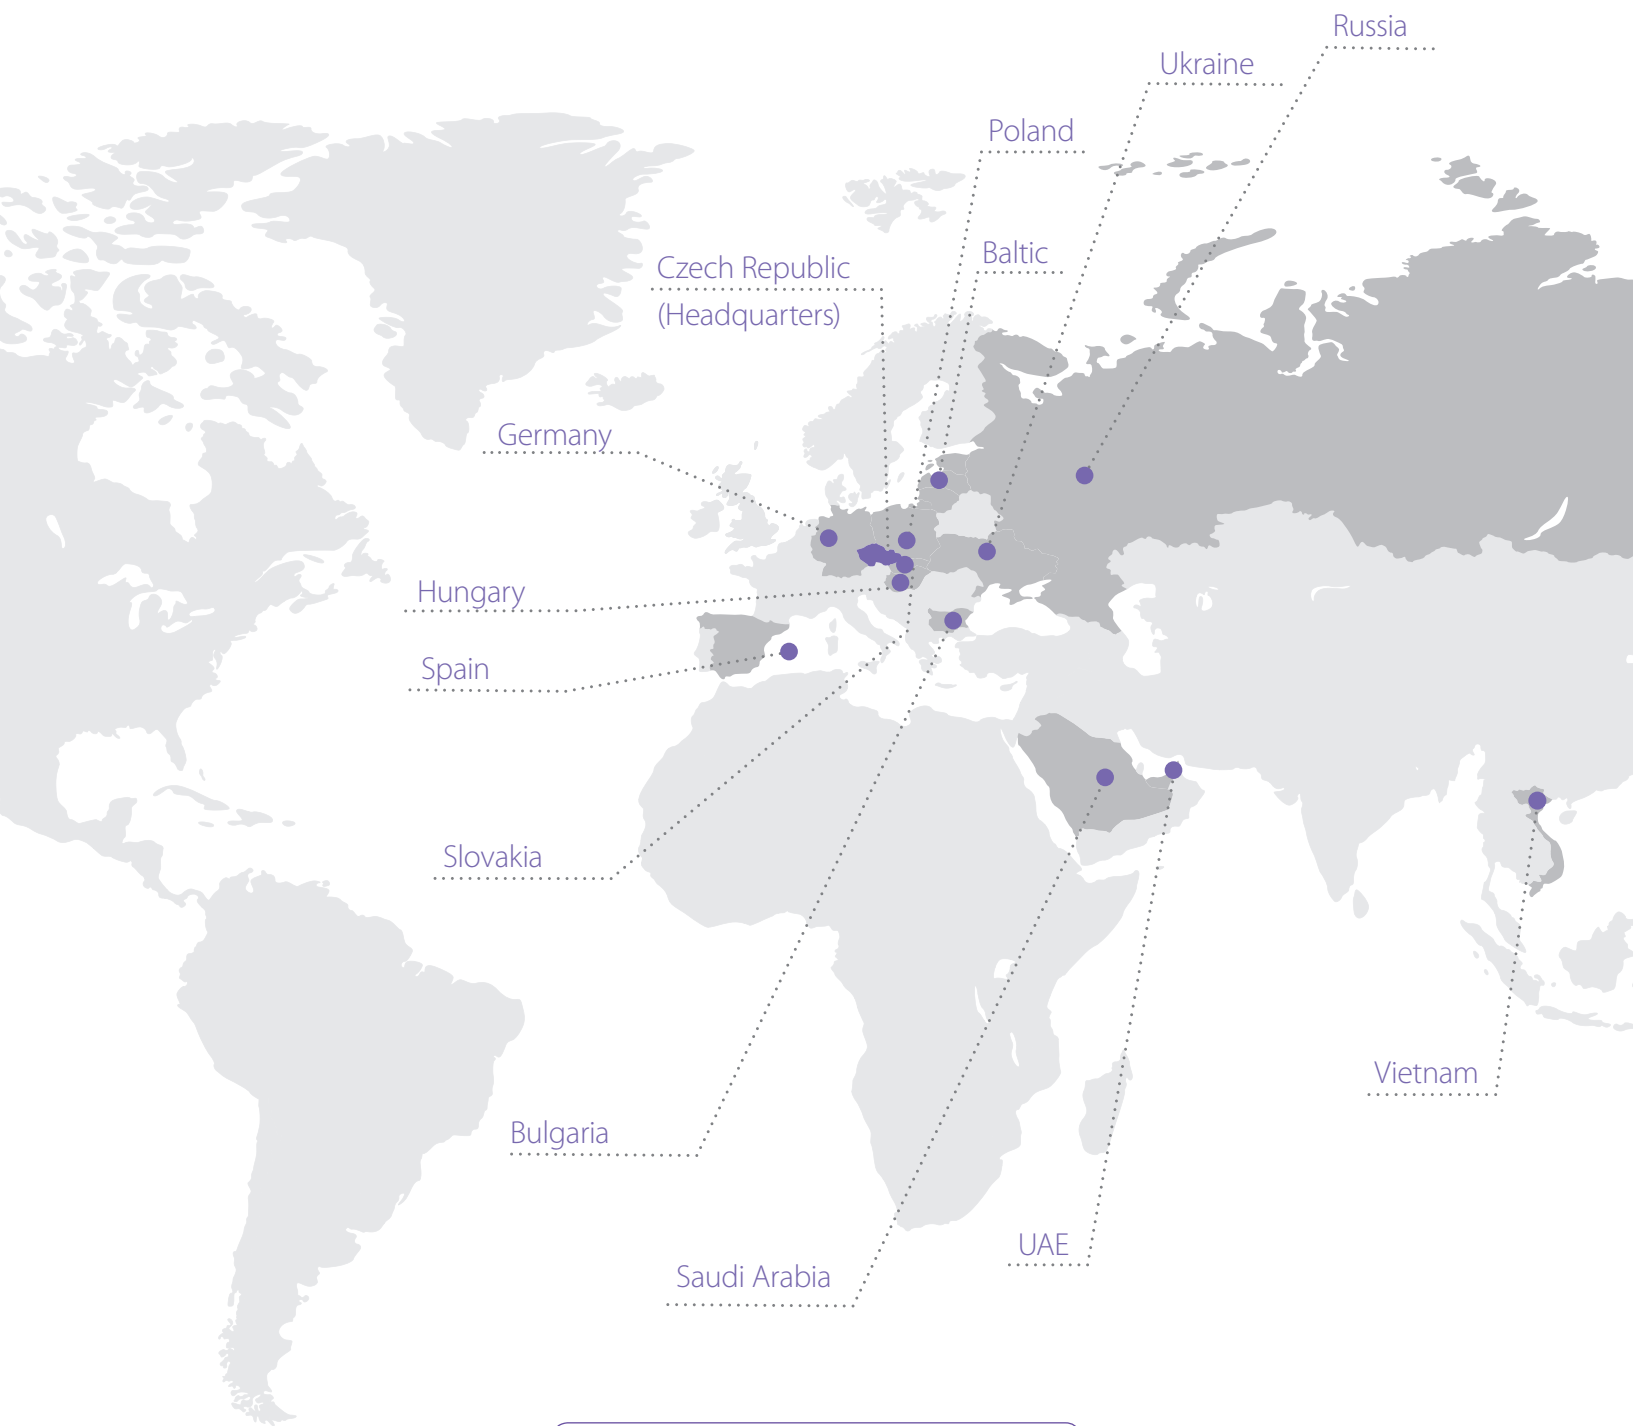 Russia
Ukraine
Poland
Baltic
Czech Republic
(Headquarters)
Germany
Hungary
Spain
Slovakia
Vietnam
Bulgaria
UAE
Saudi Arabia